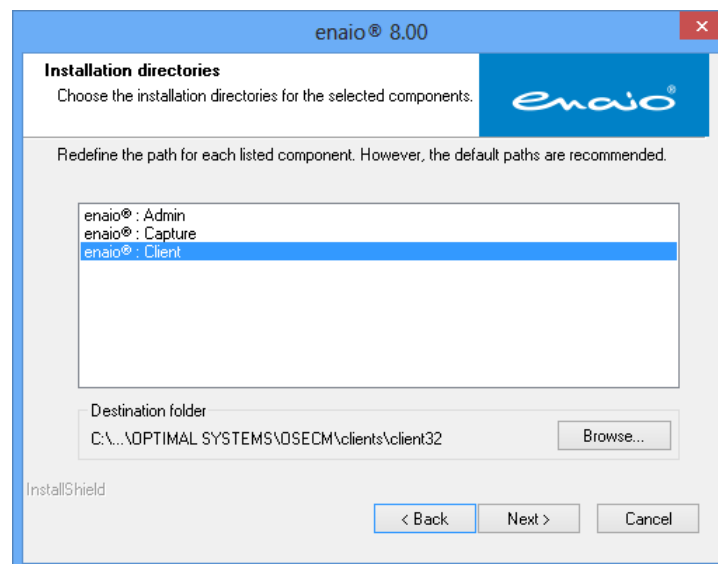 enaio® 8.00
Installation directories
Choose the installation directories for the selected components.
enaio®
Redefine the path for each listed component. However, the default paths are recommended.
enaio® : Admin
enaio® : Capture
enaio® : Client
Destination folder
C:\...\OPTIMAL SYSTEMS\OSECM\clients\client32
Browse...
InstallShield
< Back
Next >
Cancel